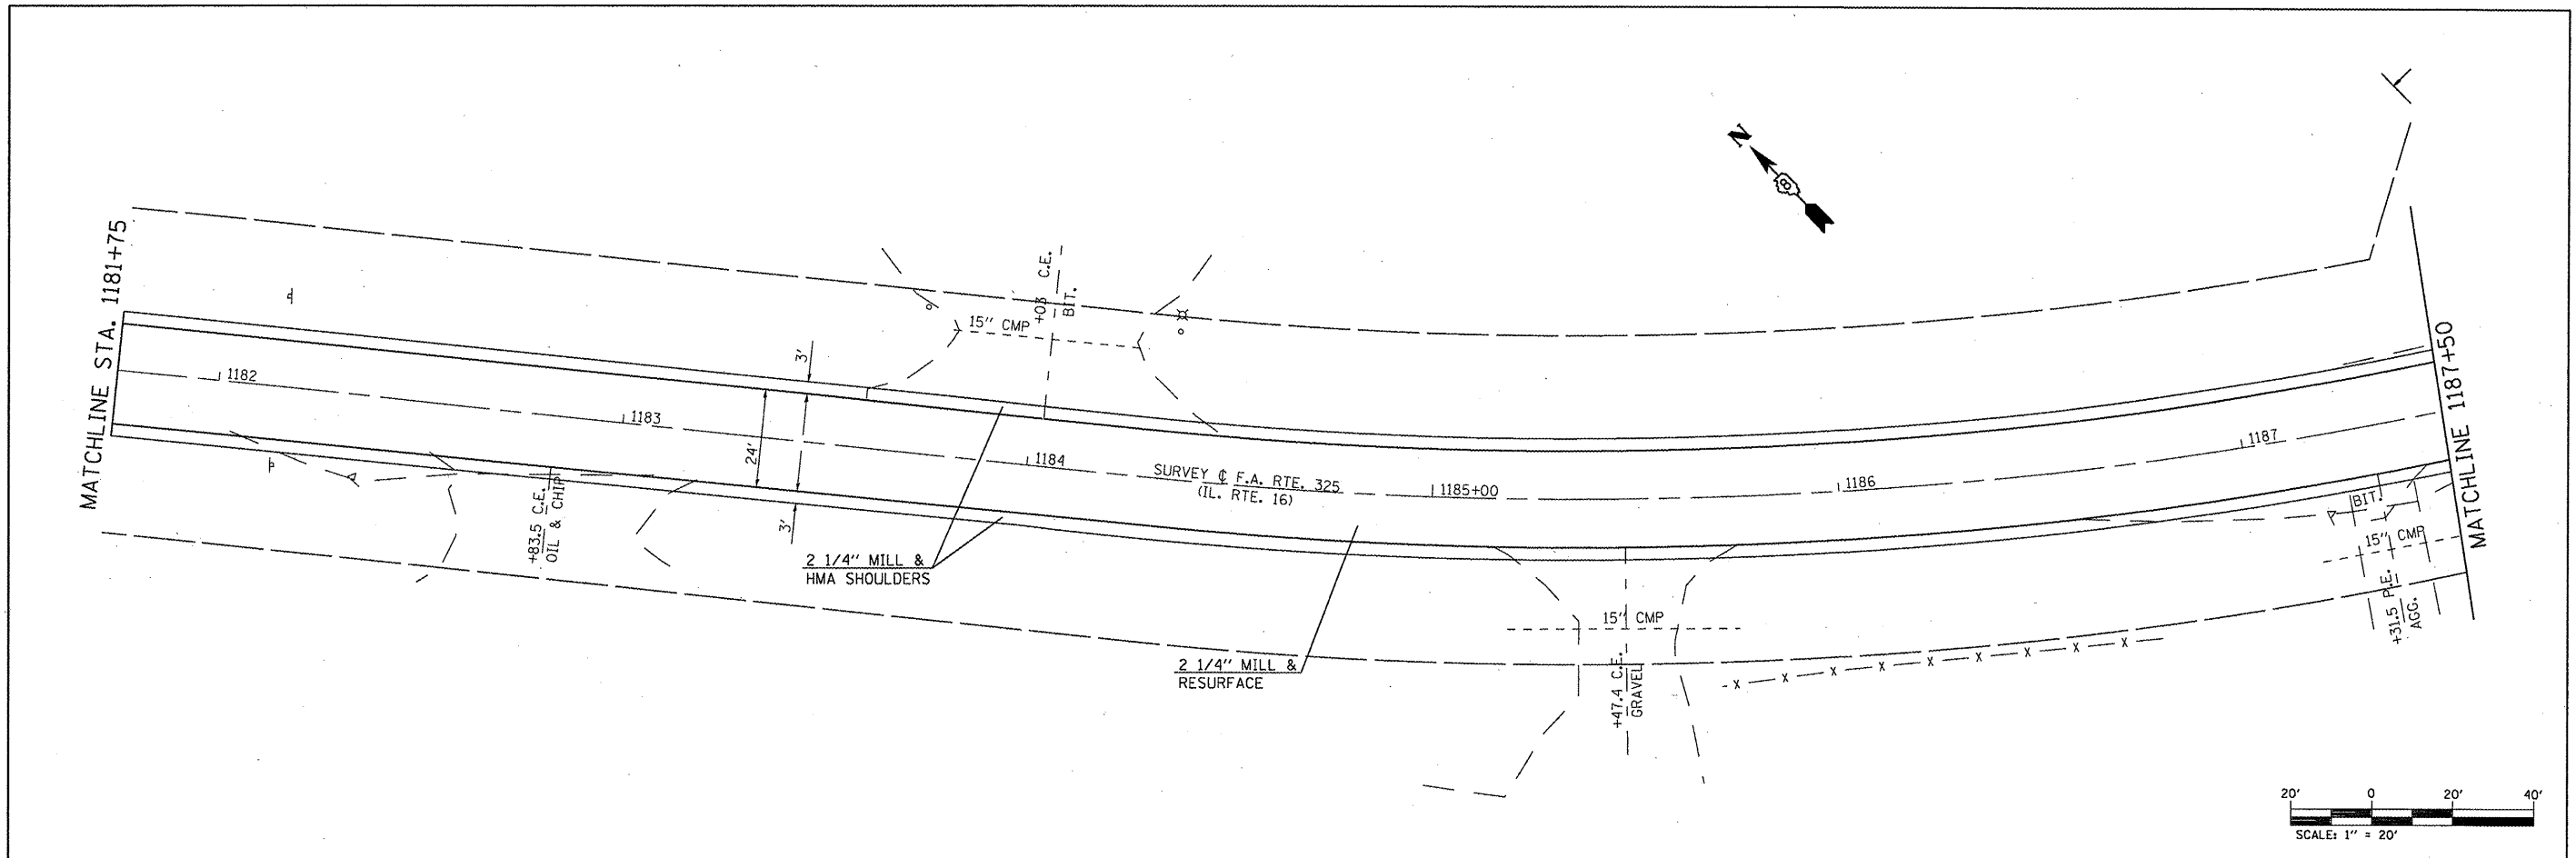 MATCHLINE STA. 1181+75
1182
1183
24'
3'
3'
1184
15" CMP
+03 C.E.
BIT.
+83.5 C.E.
OIL & CHIP
2 1/4" MILL &
HMA SHOULDERS
SURVEY ℄ F.A. RTE. 325
(IL. RTE. 16)
1185+00
2 1/4" MILL &
RESURFACE
15" CMP
+47.4 C.E.
GRAVEL
N
8
1186
1187
BIT.
15" CMP
+31.5 P.E.
AGG.
MATCHLINE 1187+50
20' 0 20' 40'
SCALE: 1" = 20'